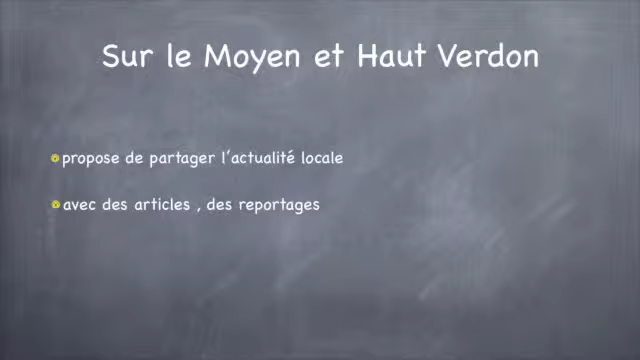 Sur le Moyen et Haut Verdon
propose de partager l'actualité locale
avec des articles , des reportages